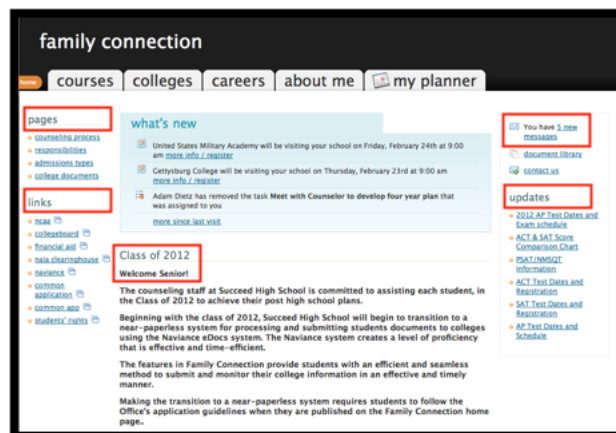 family connection
home
courses
colleges
careers
about me
my planner
pages
counseling process
responsibilities
admissions types
college documents
links
ncaa
collegeboard
financial aid
naia clearinghouse
naviance
common
application
common app
students' rights
what's new
United States Military Academy will be visiting your school on Friday, February 24th at 9:00
am more info / register
Gettysburg College will be visiting your school on Thursday, February 23rd at 9:00 am
more info / register
Adam Dietz has removed the task Meet with Counselor to develop four year plan that
was assigned to you
more since last visit
Class of 2012
Welcome Senior!
The counseling staff at Succeed High School is committed to assisting each student, in
the Class of 2012 to achieve their post high school plans.
Beginning with the class of 2012, Succeed High School will begin to transition to a
near-paperless system for processing and submitting students documents to colleges
using the Naviance eDocs system. The Naviance system creates a level of proficiency
that is effective and time-efficient.
The features in Family Connection provide students with an efficient and seamless
method to submit and monitor their college information in an effective and timely
manner.
Making the transition to a near-paperless system requires students to follow the
Office's application guidelines when they are published on the Family Connection home
page..
You have 5 new
messages
document library
contact us
updates
2012 AP Test Dates and
Exam schedule
ACT & SAT Score
Comparison Chart
PSAT/NMSQT
Information
ACT Test Dates and
Registration
SAT Test Dates and
Registration
AP Test Dates and
Schedule